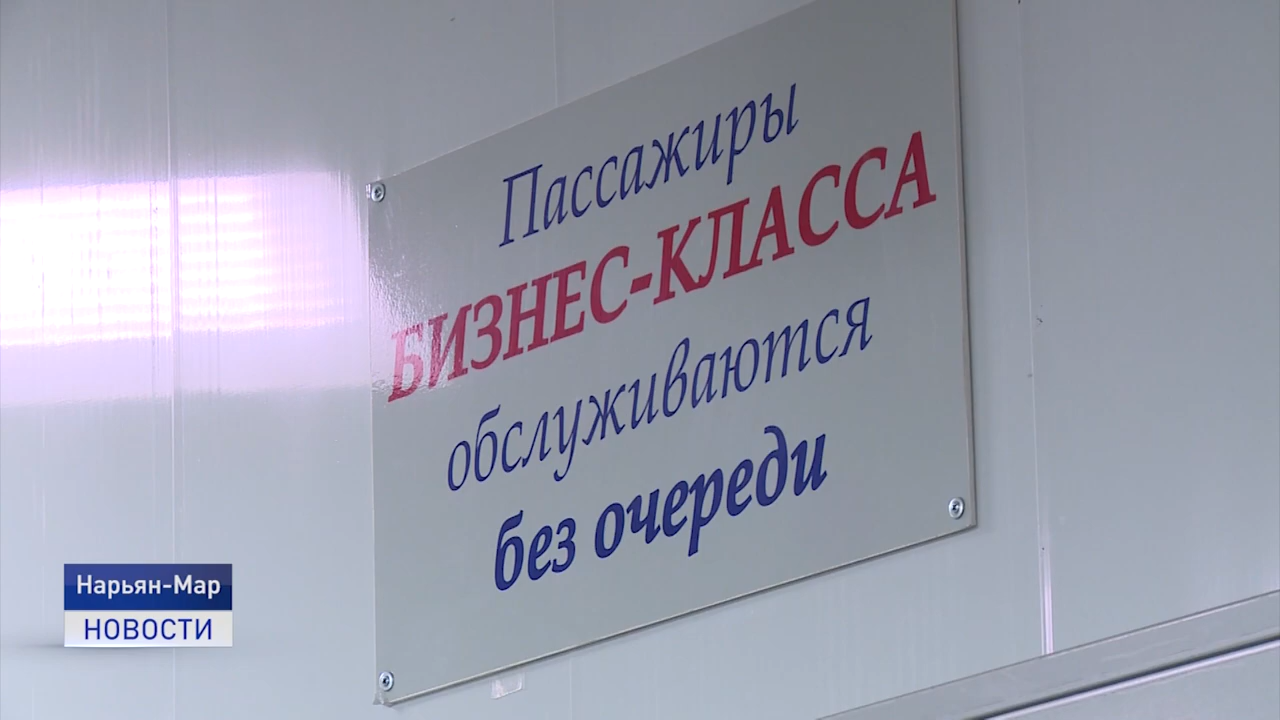 Пассажиры
БИЗНЕС-КЛАССА
обслуживаются
без очереди
Нарьян-Мар
НОВОСТИ